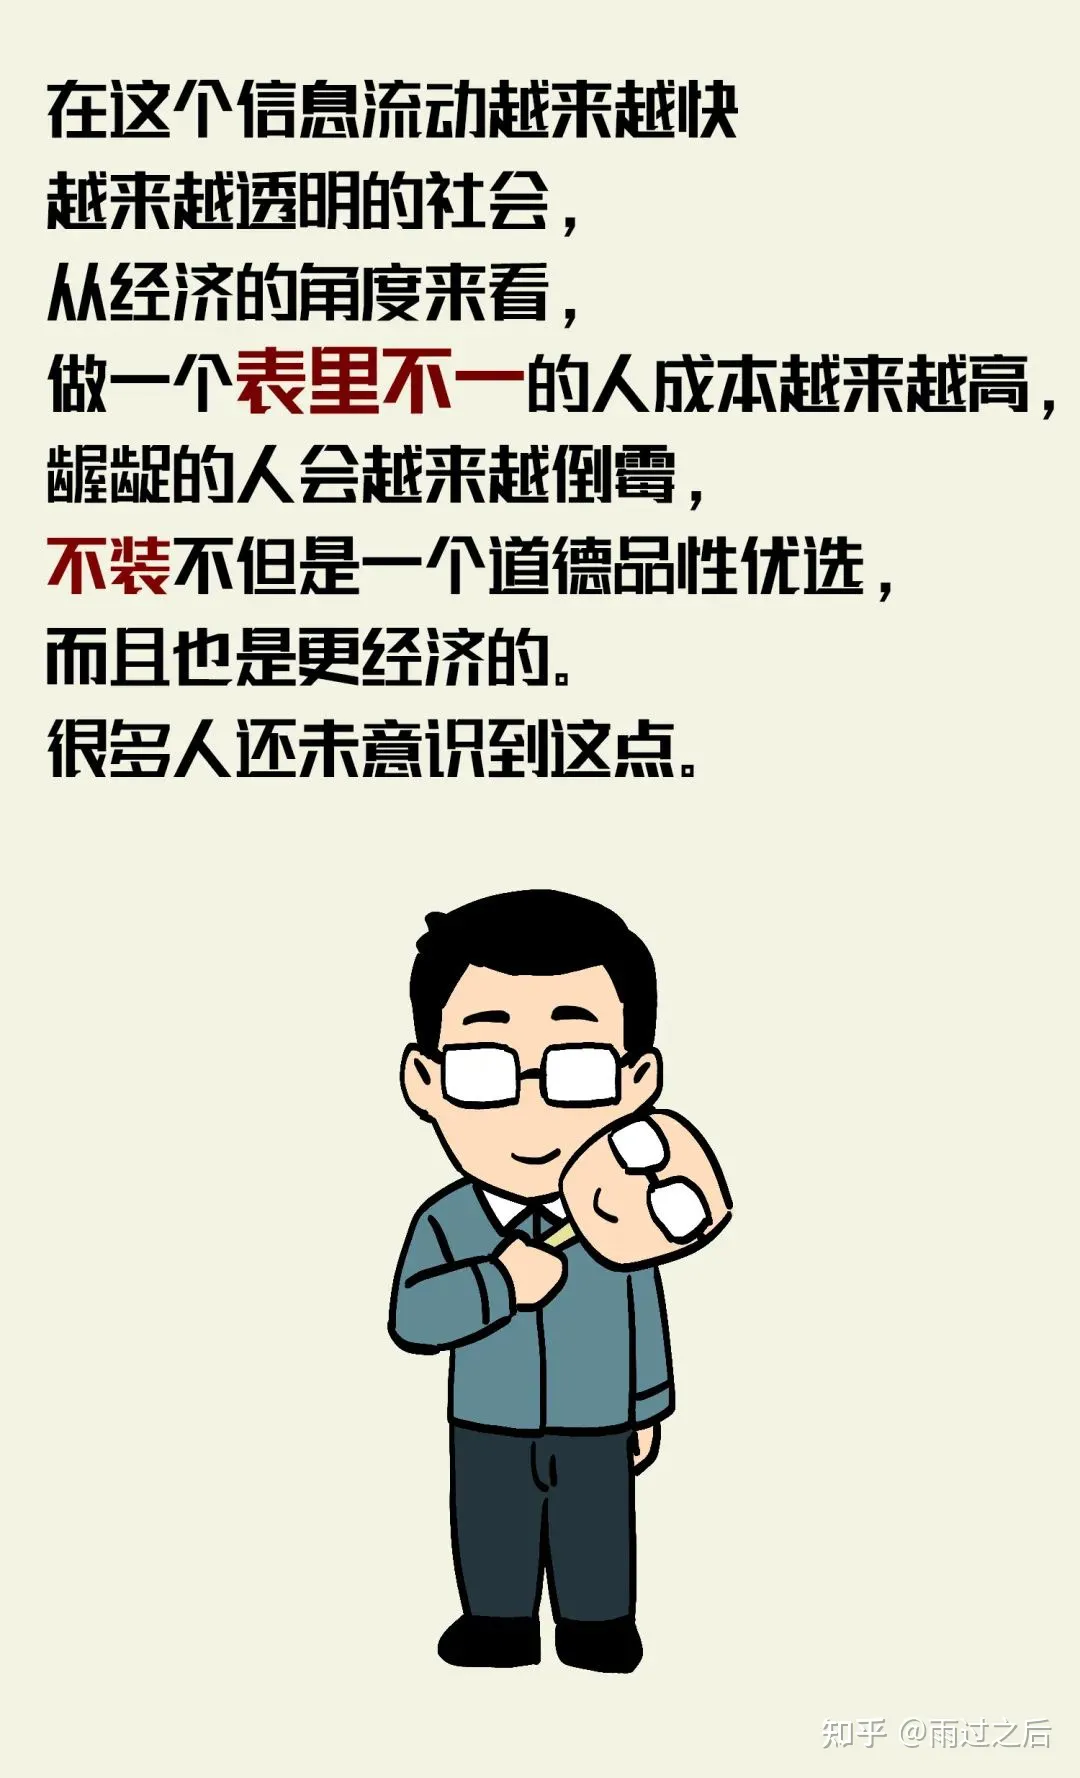 在这个信息流动越来越快
越来越透明的社会，
从经济的角度来看，
做一个表里不一的人成本越来越高，
龌龊的人会越来越倒霉，
不装不但是一个道德品性优选，
而且也是更经济的。
很多人还未意识到这点。
知乎 @雨过之后